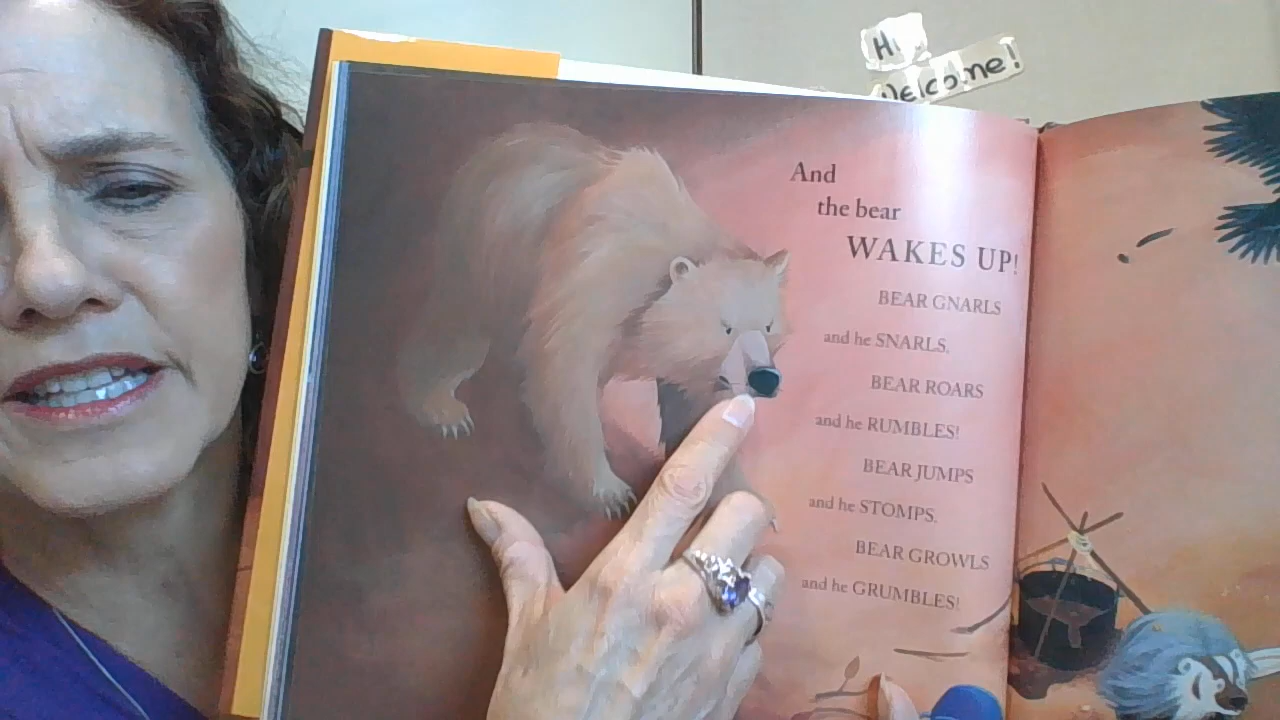 Hi
Welcome!
And
the bear
WAKES UP!
BEAR GNARLS
and he SNARLS.
BEAR ROARS
and he RUMBLES!
BEAR JUMPS
and he STOMPS.
BEAR GROWLS
and he GRUMBLES!